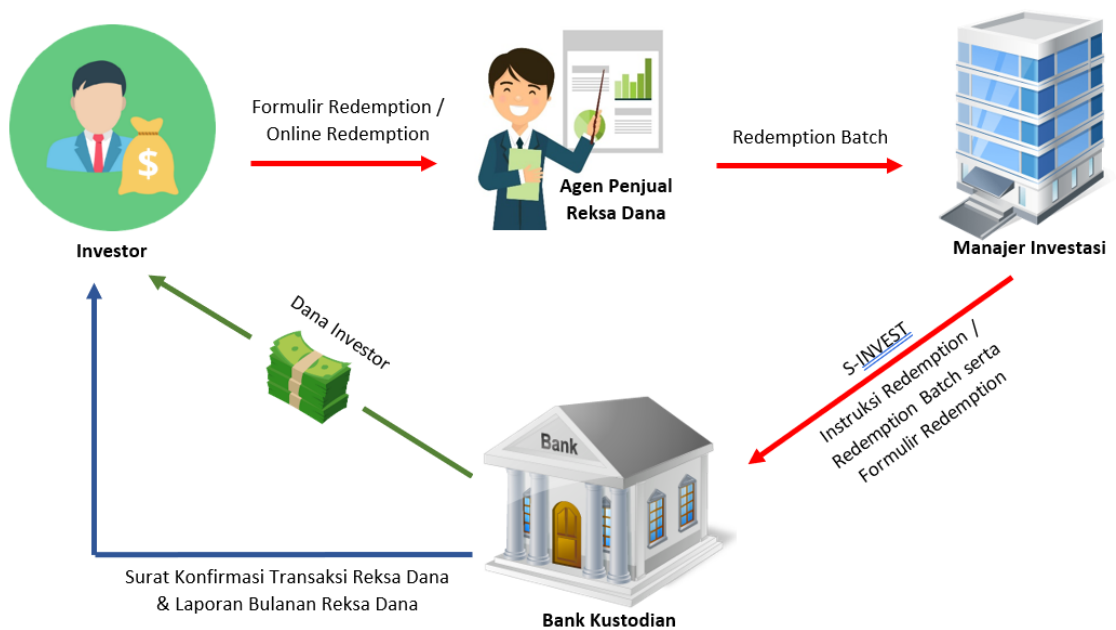 Formulir Redemption /
Online Redemption
Redemption Batch
Agen Penjual
Reksa Dana
Investor
Manajer Investasi
Dana Investor
S-INVEST
Instruksi Redemption /
Redemption Batch serta
Formulir Redemption
Bank
Surat Konfirmasi Transaksi Reksa Dana
& Laporan Bulanan Reksa Dana
Bank Kustodian